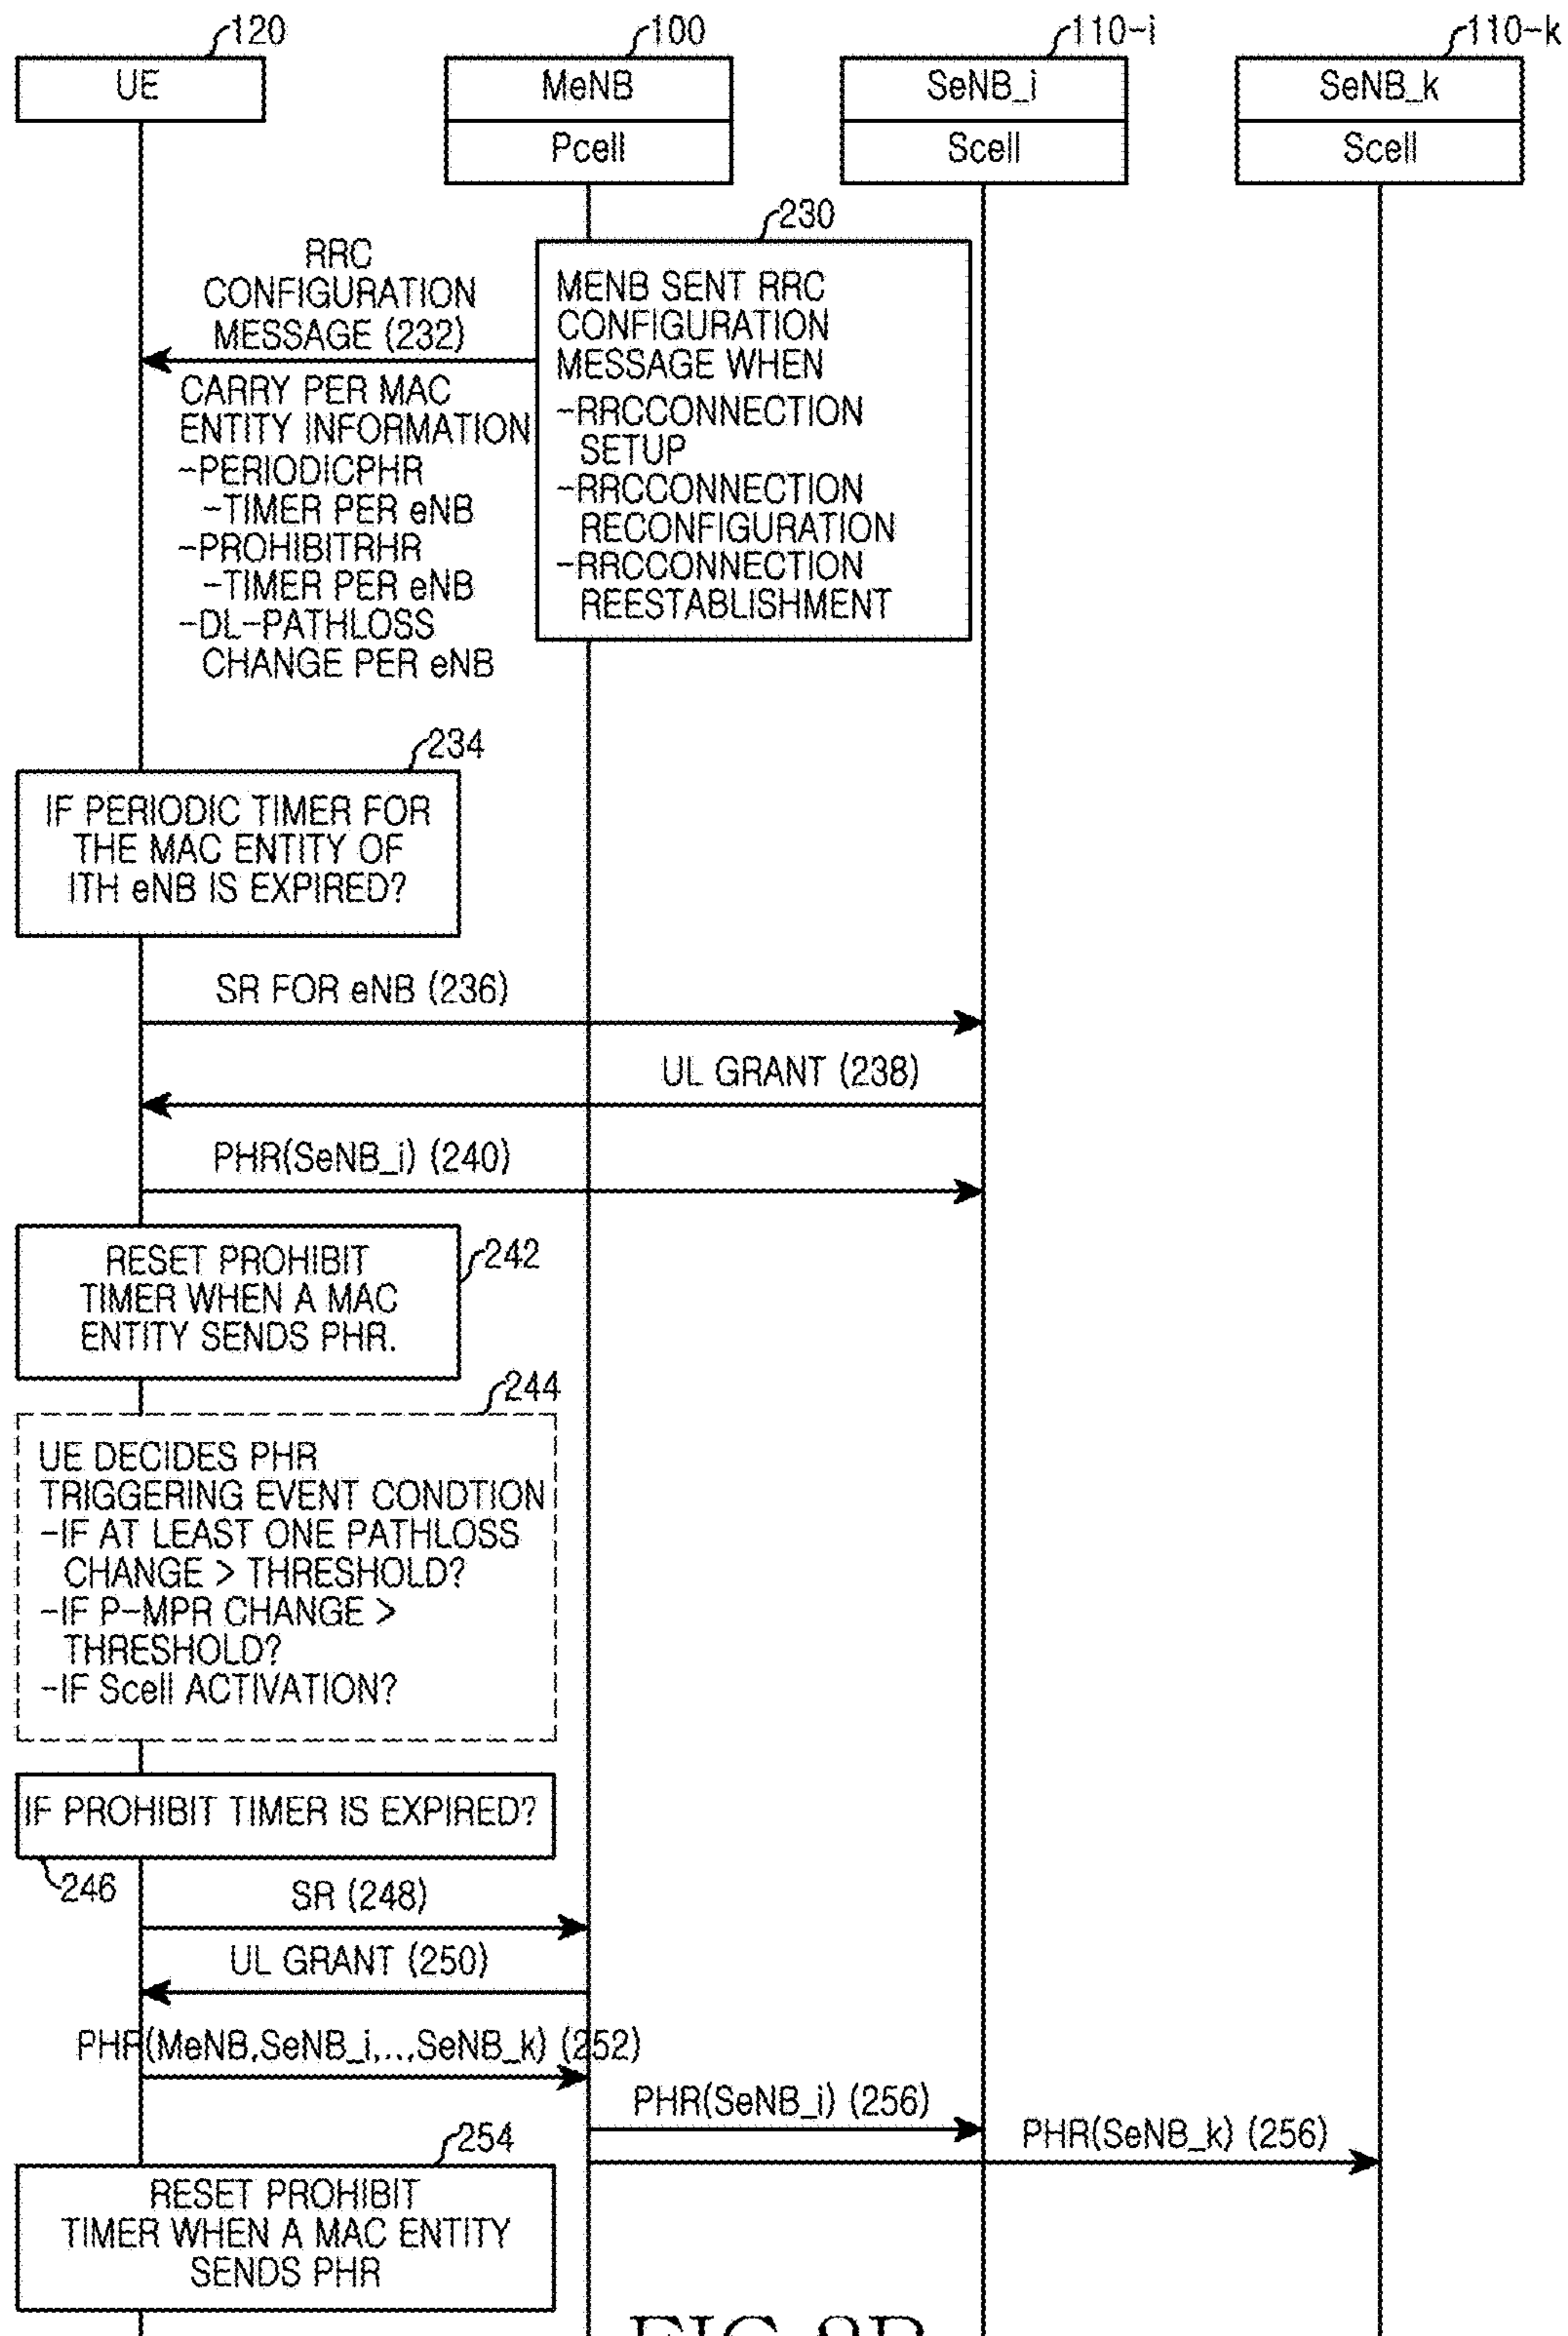 120
100
110-i
110-k
UE
MeNB
SeNB_i
SeNB_k
Pcell
Scell
Scell
230
RRC
CONFIGURATION
MESSAGE (232)
CARRY PER MAC
ENTITY INFORMATION
-PERIODICPHR
-TIMER PER eNB
-PROHIBITRHR
-TIMER PER eNB
-DL-PATHLOSS
CHANGE PER eNB
MENB SENT RRC
CONFIGURATION
MESSAGE WHEN
-RRCCONNECTION
SETUP
-RRCCONNECTION
RECONFIGURATION
-RRCCONNECTION
REESTABLISHMENT
234
IF PERIODIC TIMER FOR
THE MAC ENTITY OF
ITH eNB IS EXPIRED?
SR FOR eNB (236)
UL GRANT (238)
PHR(SeNB_i) (240)
242
RESET PROHIBIT
TIMER WHEN A MAC
ENTITY SENDS PHR.
244
UE DECIDES PHR
TRIGGERING EVENT CONDTION
-IF AT LEAST ONE PATHLOSS
CHANGE > THRESHOLD?
-IF P-MPR CHANGE >
THRESHOLD?
-IF Scell ACTIVATION?
IF PROHIBIT TIMER IS EXPIRED?
246
SR (248)
UL GRANT (250)
PHR(MeNB,SeNB_i,..,SeNB_k) (252)
PHR(SeNB_i) (256)
PHR(SeNB_k) (256)
254
RESET PROHIBIT
TIMER WHEN A MAC ENTITY
SENDS PHR